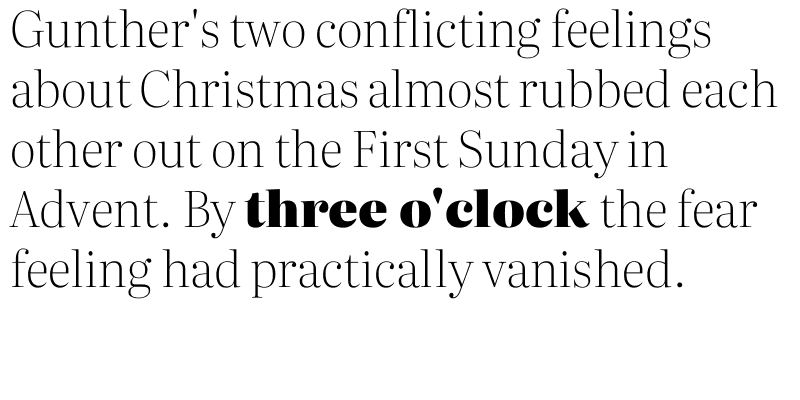 Gunther's two conflicting feelings
about Christmas almost rubbed each
other out on the First Sunday in
Advent. By three o'clock the fear
feeling had practically vanished.